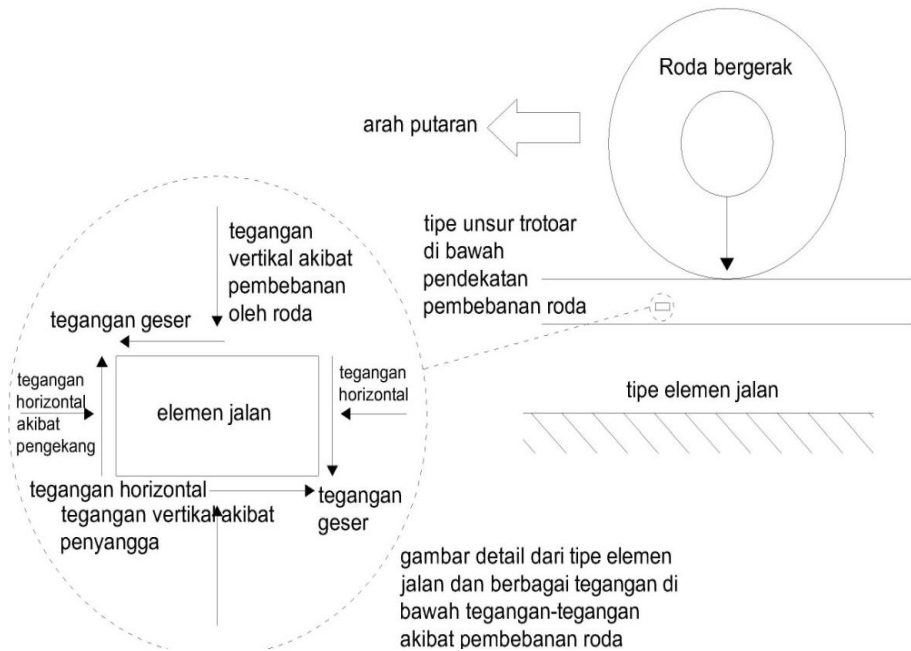 Roda bergerak
arah putaran
tipe unsur trotoar
di bawah
pendekatan
pembebanan roda
tegangan
vertikal akibat
pembebanan
oleh roda
tegangan geser
tegangan
horizontal
akibat
pengekang
elemen jalan
tegangan
horizontal
tipe elemen jalan
tegangan horizontal
tegangan vertikal akibat
penyangga
tegangan
geser
gambar detail dari tipe elemen
jalan dan berbagai tegangan di
bawah tegangan-tegangan
akibat pembebanan roda